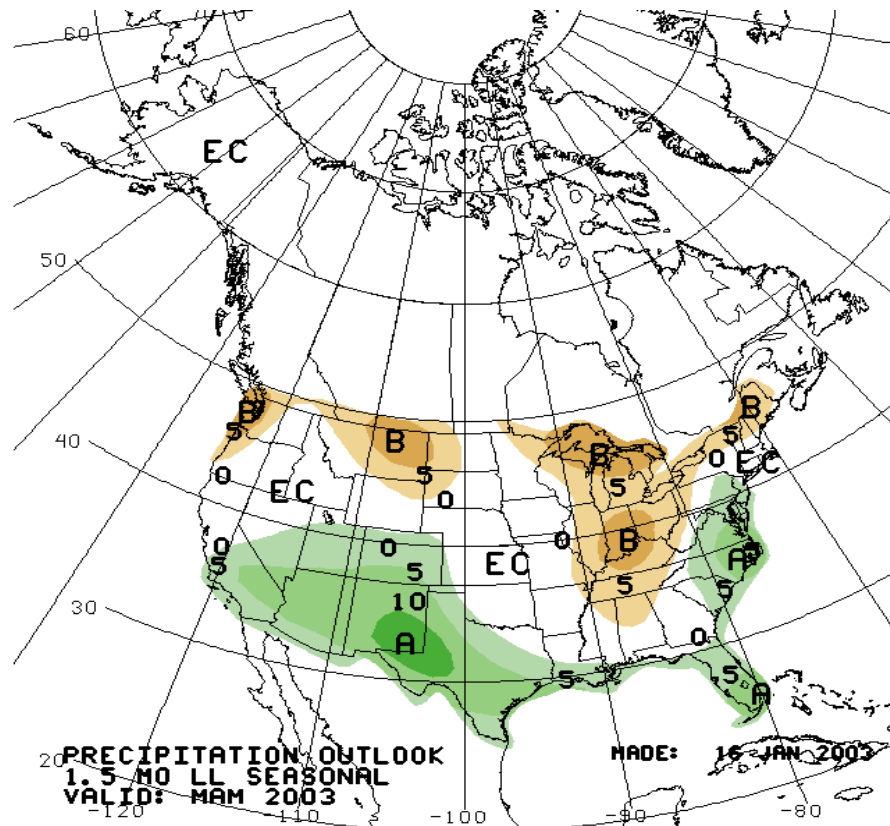 60
EC
50
B
B
B
B
5
40
5
5
0
EC
0
EC
5
0
0
B
0
0
A
5
5
EC
5
10
5
30
A
0
5
5
A
PRECIPITATION OUTLOOK
MADE: 16 JAN 2003
1.5 MO LL SEASONAL
20
VALID: MAM 2003
-120
-110
-100
-90
-80